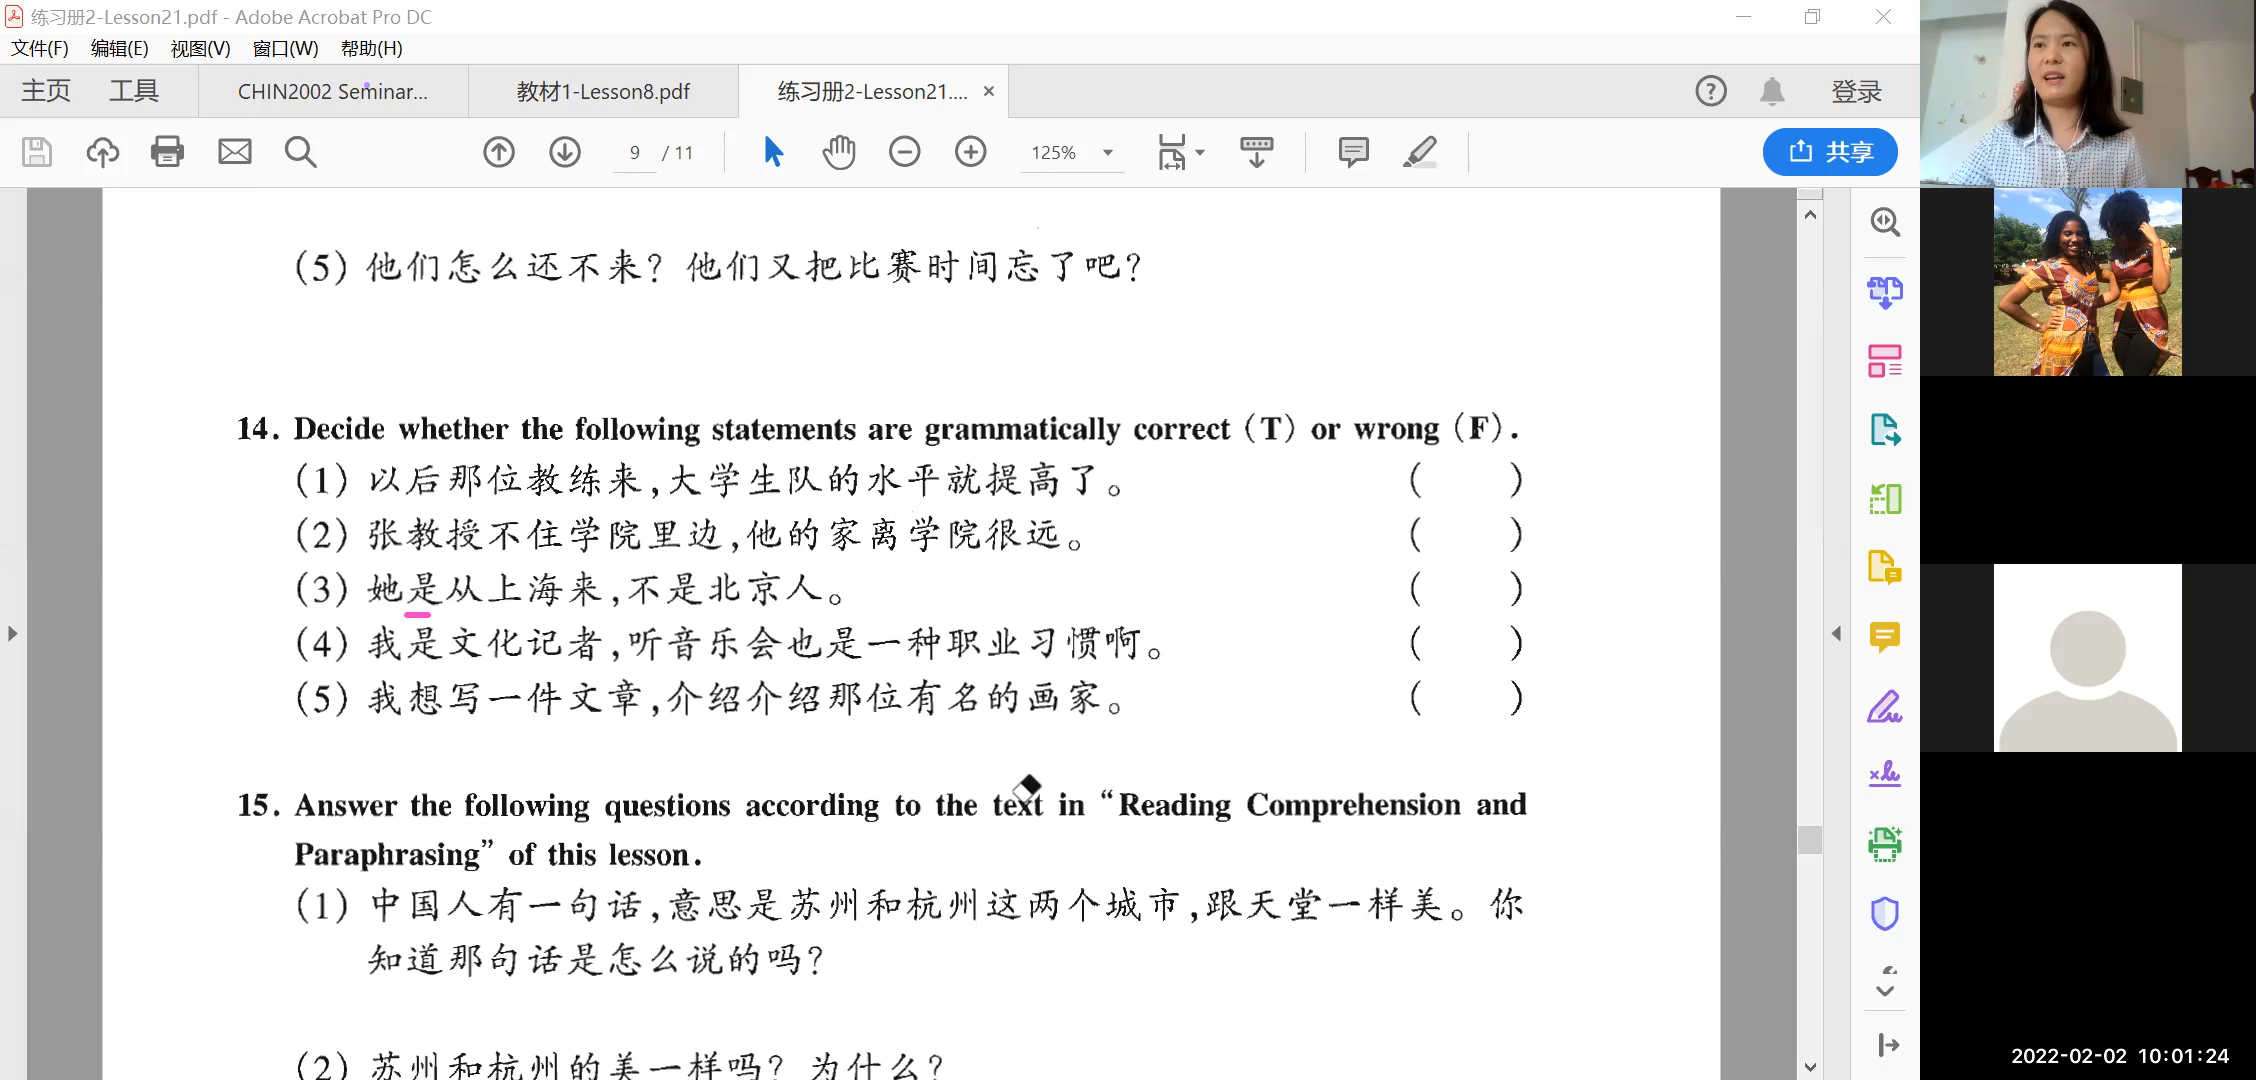 练习册2-Lesson21.pdf - Adobe Acrobat Pro DC
文件(F) 编辑(E) 视图(V) 窗口(W) 帮助(H)
主页 工具 CHIN2002 Seminar... 教材1-Lesson8.pdf 练习册2-Lesson21.... × 登录
9 / 11 125% 共享
(5) 他们怎么还不来? 他们又把比赛时间忘了吧?
14. Decide whether the following statements are grammatically correct (T) or wrong (F).
(1) 以后那位教练来,大学生队的水平就提高了。 ( )
(2) 张教授不住学院里边,他的家离学院很远。 ( )
(3) 她是从上海来,不是北京人。 ( )
(4) 我是文化记者,听音乐会也是一种职业习惯啊。 ( )
(5) 我想写一件文章,介绍介绍那位有名的画家。 ( )
15. Answer the following questions according to the text in “Reading Comprehension and
Paraphrasing” of this lesson.
(1) 中国人有一句话,意思是苏州和杭州这两个城市,跟天堂一样美。你
知道那句话是怎么说的吗?
(2) 苏州和杭州的美一样吗? 为什么?
2022-02-02 10:01:24